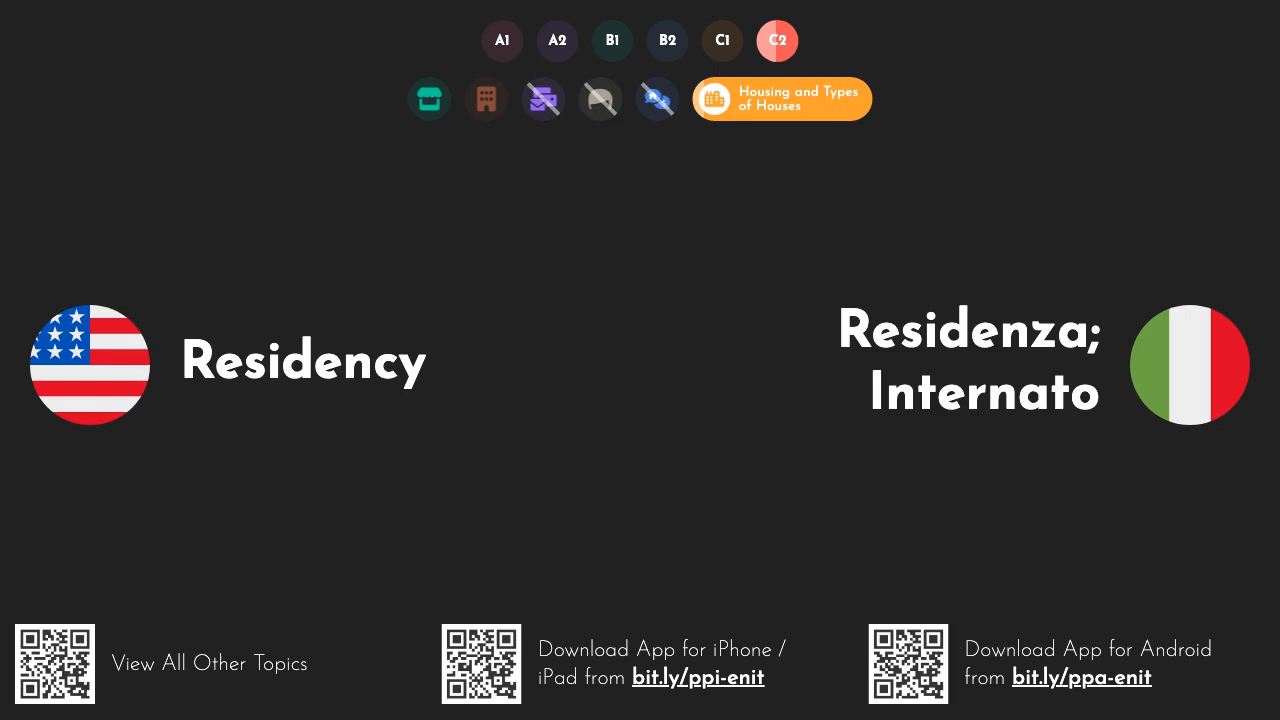 A1 A2 B1 B2 C1 C2
Housing and Types
of Houses
Residency
Residenza;
Internato
View All Other Topics
Download App for iPhone /
iPad from bit.ly/ppi-enit
Download App for Android
from bit.ly/ppa-enit